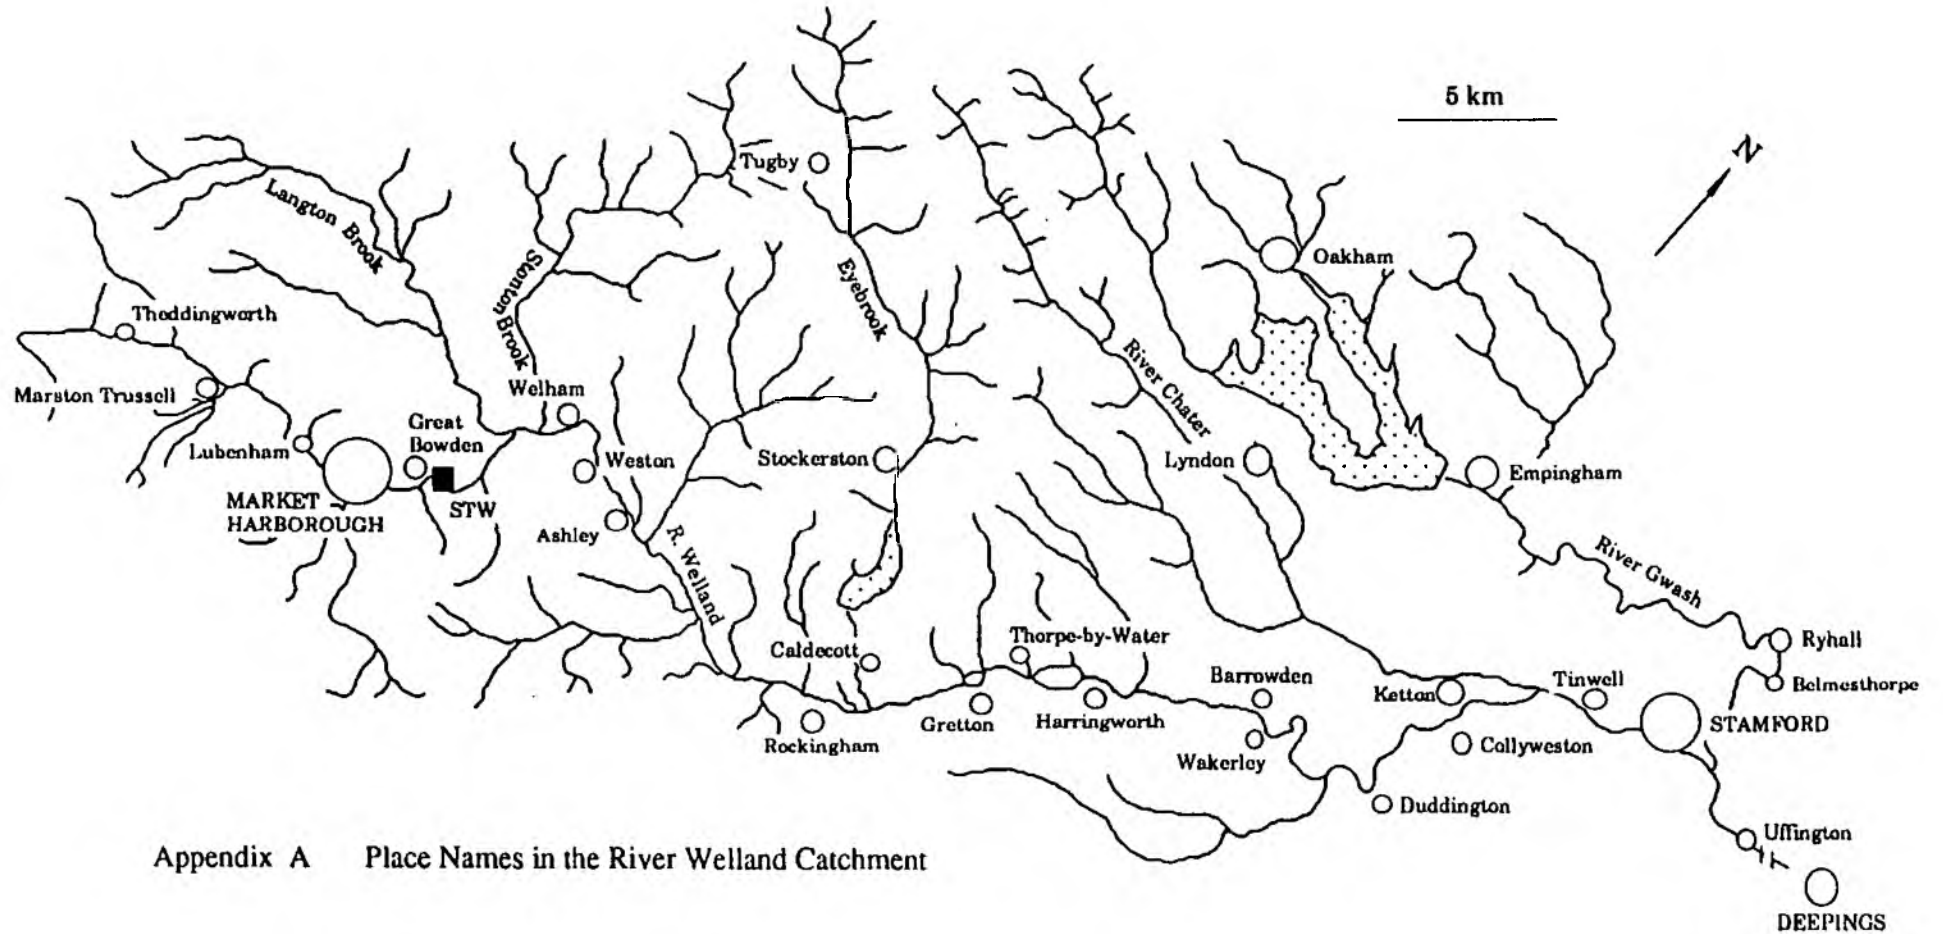 5 km
N
Tugby
Langton Brook
Stonton
Brook
Eyebrook
Oakham
Theddingworth
River Chater
Marston Trussell
Welham
Great
Bowden
Lubenham
Weston
Stockerston
Lyndon
Empingham
MARKET
HARBOROUGH
STW
Ashley
R. Welland
River Gwash
Thorpe-by-Water
Ryhall
Caldecott
Barrowden
Ketton
Tinwell
Belmesthorpe
Gretton
Harringworth
STAMFORD
Rockingham
Wakerley
Collyweston
Duddington
Uffington
Appendix A Place Names in the River Welland Catchment
DEEPINGS